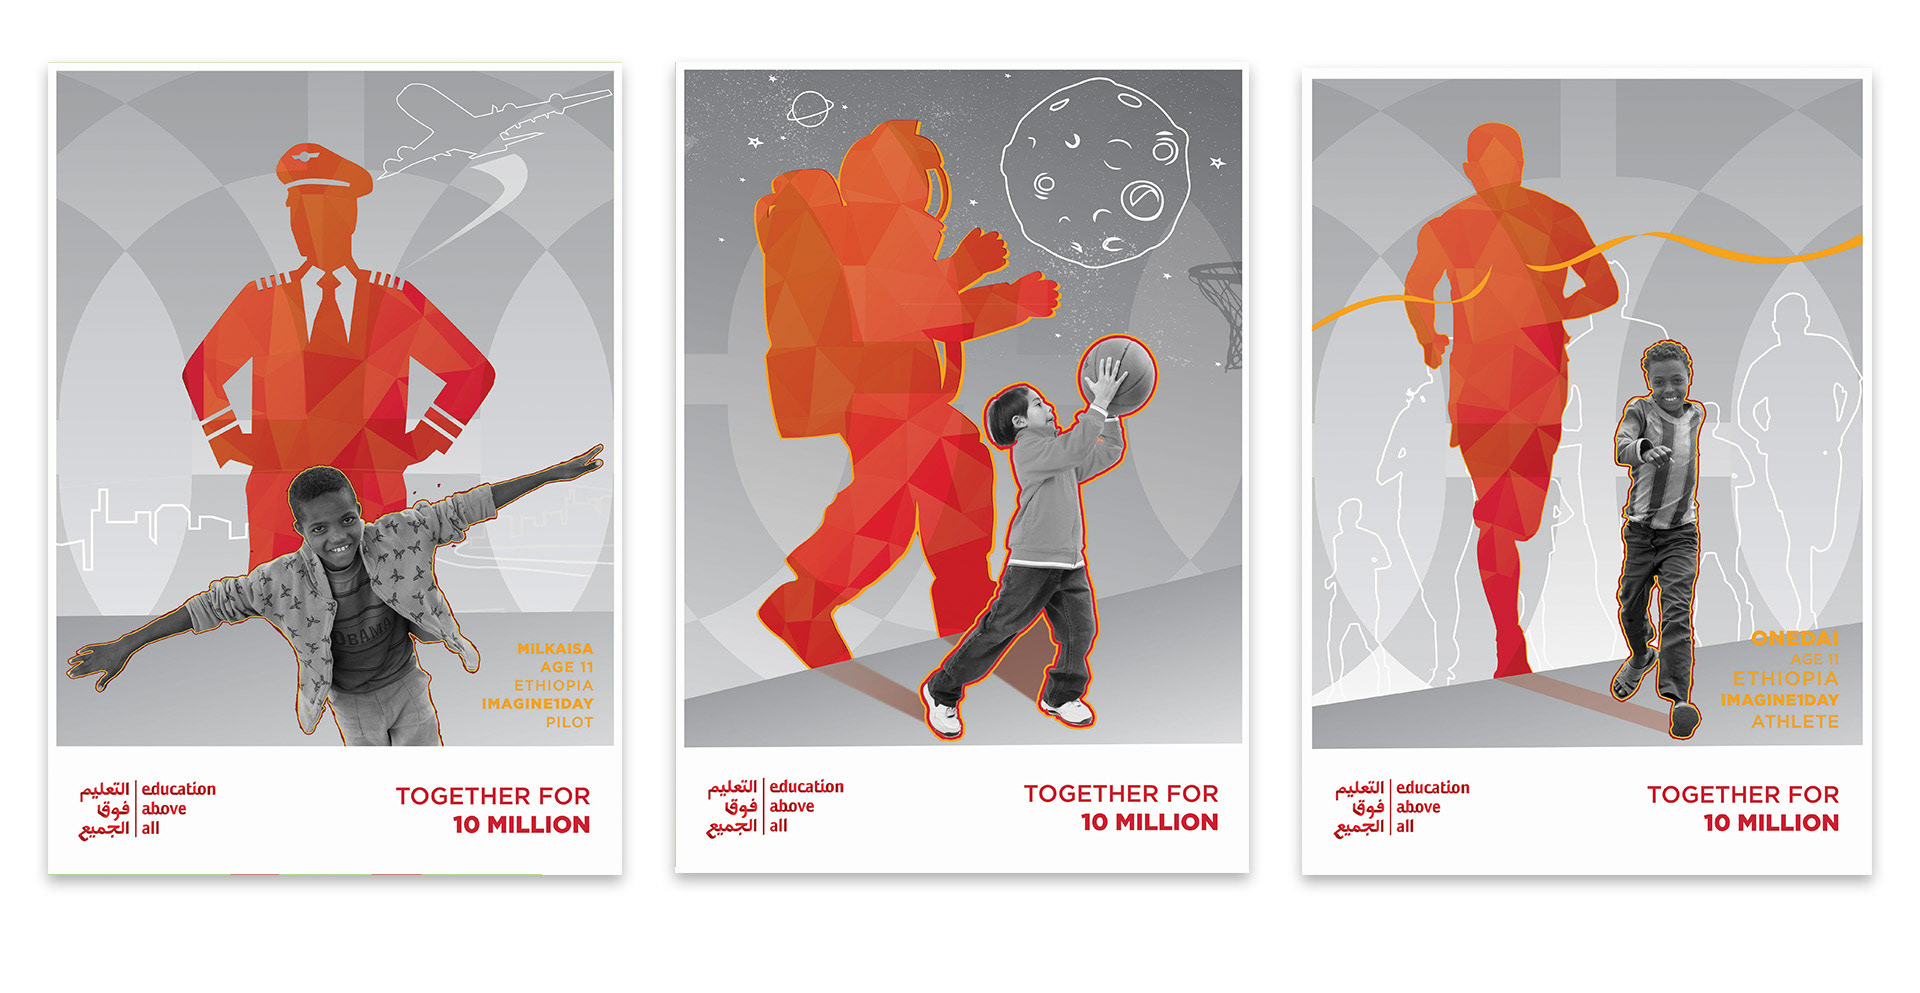 OBAMA
MILKAISA
AGE 11
ETHIOPIA
IMAGINE1DAY
PILOT
التعليم
فوق
الجميع
education
above
all
TOGETHER FOR
10 MILLION
التعليم
فوق
الجميع
education
above
all
TOGETHER FOR
10 MILLION
ONEDAI
AGE 11
ETHIOPIA
IMAGINE1DAY
ATHLETE
التعليم
فوق
الجميع
education
above
all
TOGETHER FOR
10 MILLION